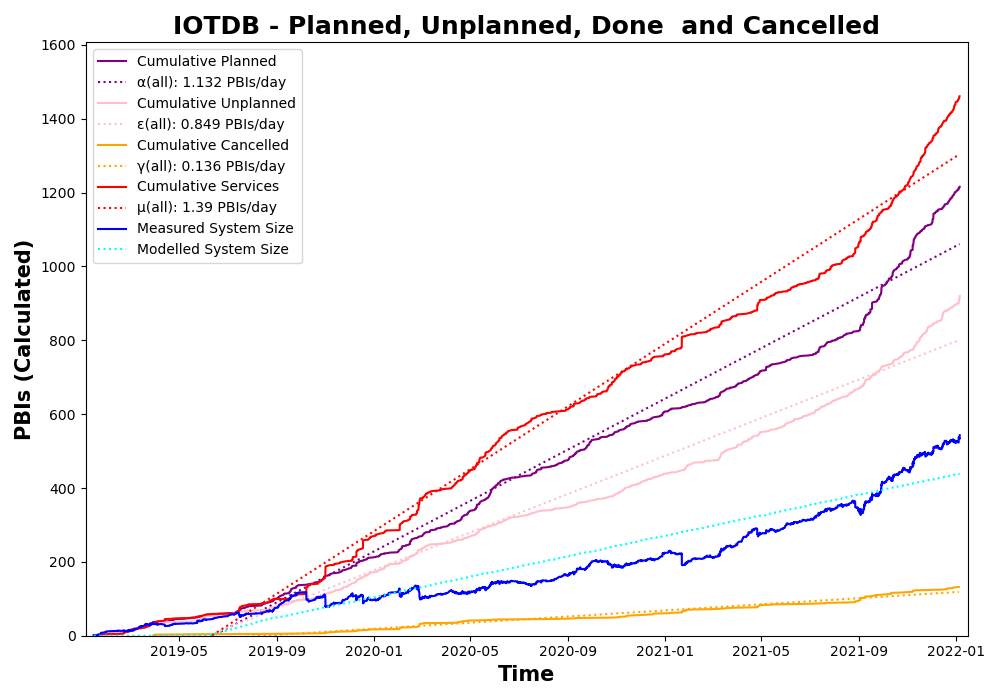 IOTDB - Planned, Unplanned, Done  and Cancelled
PBIs (Calculated)
1600
1400
1200
1000
800
600
400
200
0
Cumulative Planned
α(all): 1.132 PBIs/day
Cumulative Unplanned
ε(all): 0.849 PBIs/day
Cumulative Cancelled
γ(all): 0.136 PBIs/day
Cumulative Services
μ(all): 1.39 PBIs/day
Measured System Size
Modelled System Size
2019-05 2019-09 2020-01 2020-05 2020-09 2021-01 2021-05 2021-09 2022-01
Time